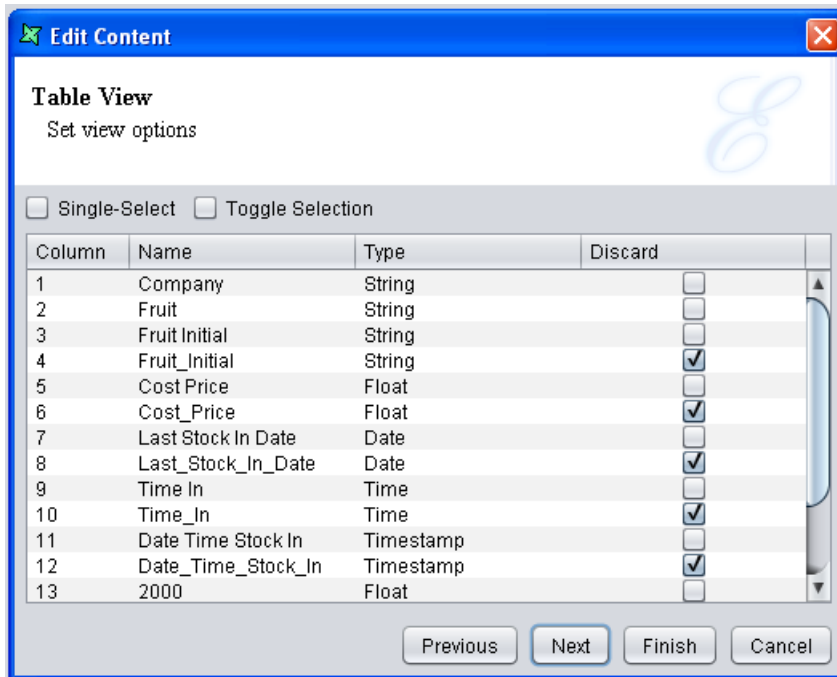 Edit Content
Table View
Set view options
Single-Select Toggle Selection
Column Name Type Discard
1 Company String
2 Fruit String
3 Fruit Initial String
4 Fruit_Initial String
5 Cost Price Float
6 Cost_Price Float
7 Last Stock In Date Date
8 Last_Stock_In_Date Date
9 Time In Time
10 Time_In Time
11 Date Time Stock In Timestamp
12 Date_Time_Stock_In Timestamp
13 2000 Float
Previous Next Finish Cancel